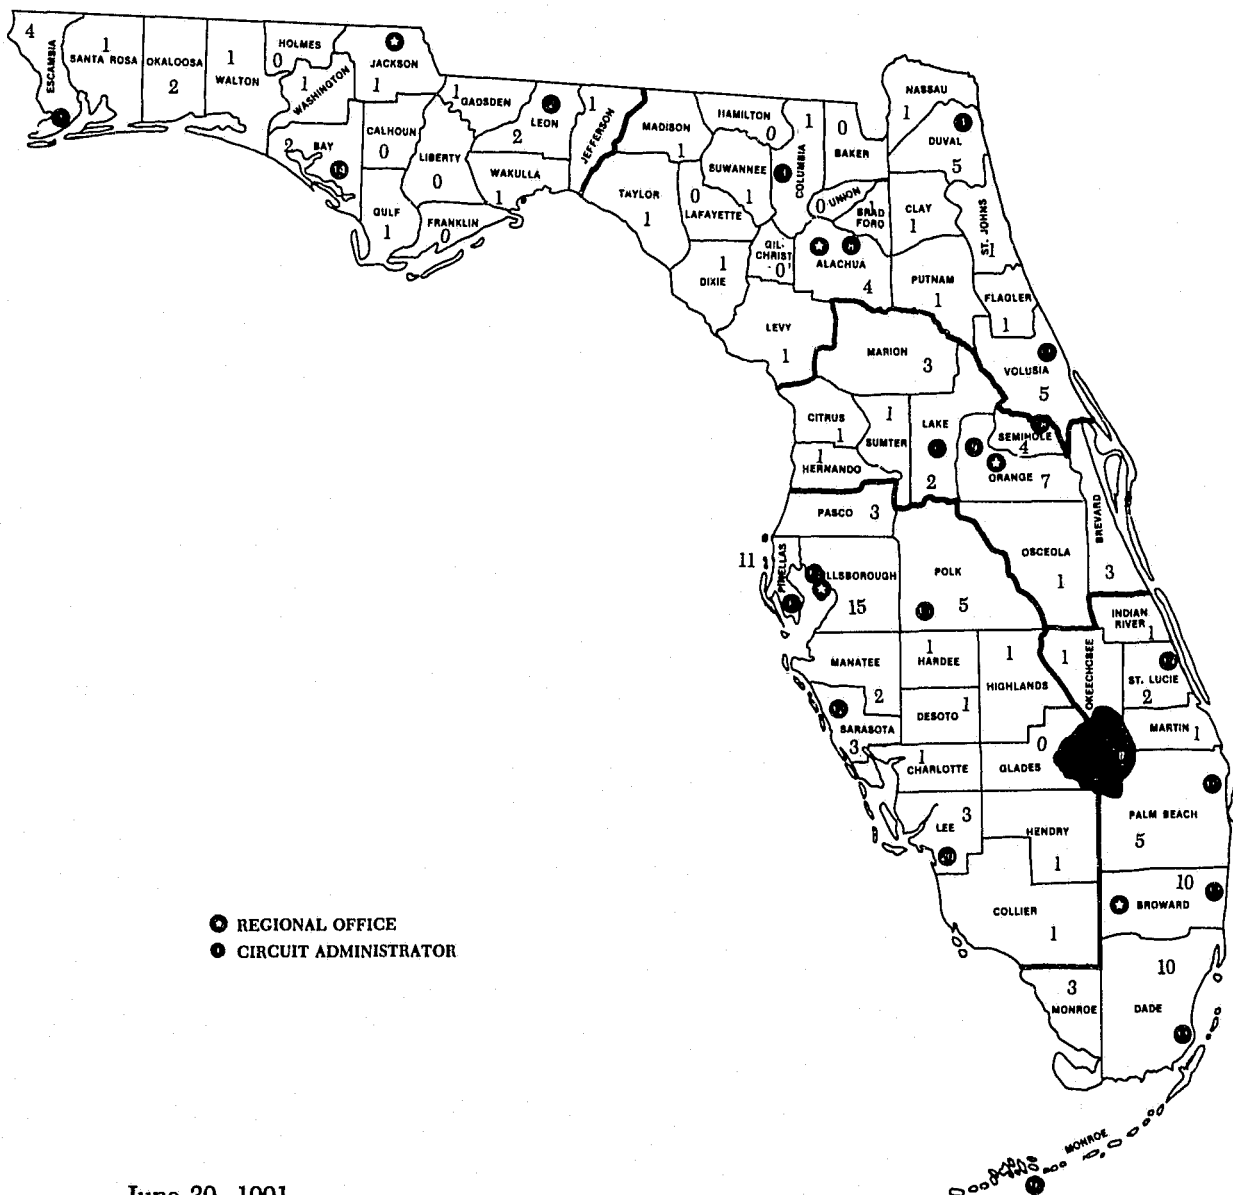 4
ESCAMBIA
1
SANTA ROSA
OKALOOSA
2
1
WALTON
HOLMES
0
1
WASHINGTON
JACKSON
1
2
BAY
CALHOUN
0
GULF
1
1
GADSDEN
LIBERTY
0
FRANKLIN
0
LEON
2
WAKULLA
1
1
JEFFERSON
MADISON
1
TAYLOR
1
HAMILTON
0
SUWANNEE
1
0
LAFAYETTE
1
DIXIE
1
COLUMBIA
0
BAKER
NASSAU
1
DUVAL
5
0
UNION
1
BRAD
FORD
CLAY
1
ST. JOHNS
1
GIL-
CHRIST
0
ALACHUA
4
PUTNAM
1
FLAGLER
1
LEVY
1
MARION
3
VOLUSIA
5
CITRUS
1
1
SUMTER
LAKE
2
SEMIHOLE
4
ORANGE 7
1
HERNANDO
PASCO 3
BREVARD
3
OSCEOLA
1
11
PINELLAS
LLSBOROUGH
15
POLK
5
INDIAN
RIVER
1
MANATEE
2
1
HARDEE
1
HIGHLANDS
1
OKEECHOBEE
ST. LUCIE
2
SARASOTA
3
DESOTO 1
MARTIN 1
1
CHARLOTTE
0
GLADES
LEE
3
HENDRY
1
PALM BEACH
5
COLLIER
1
10
BROWARD
3
MONROE
10
DADE
REGIONAL OFFICE
CIRCUIT ADMINISTRATOR
MONROE